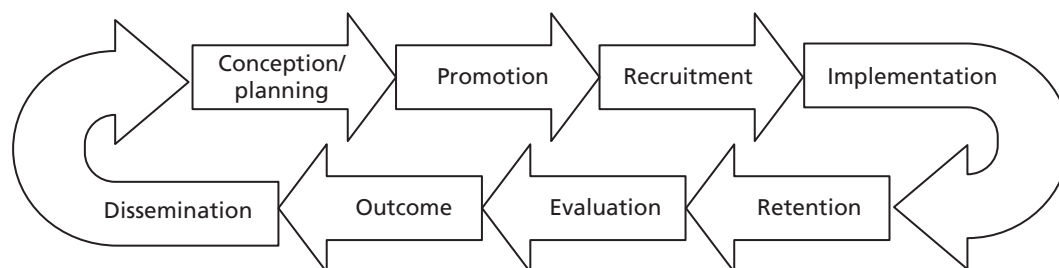 Conception/
planning
Promotion
Recruitment
Implementation
Retention
Evaluation
Outcome
Dissemination